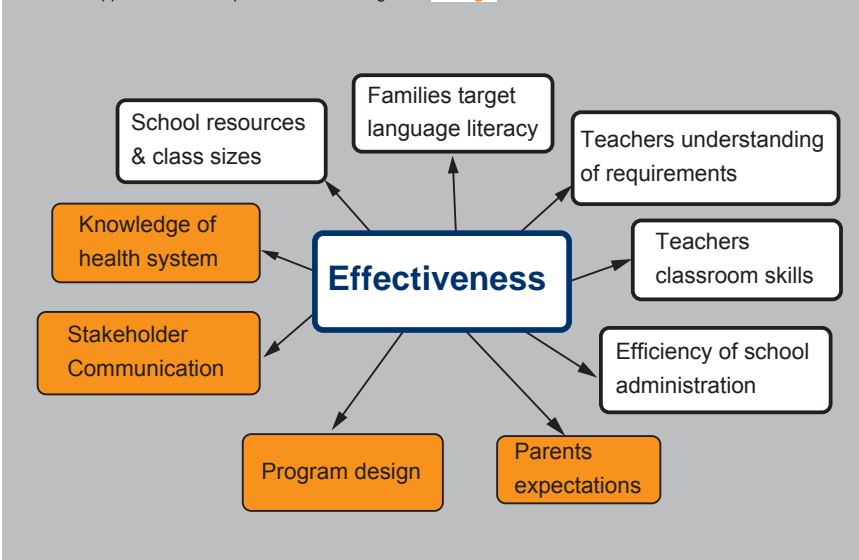 Families target
language literacy
School resources
& class sizes
Teachers understanding
of requirements
Knowledge of
health system
Effectiveness
Teachers
classroom skills
Stakeholder
Communication
Efficiency of school
administration
Program design
Parents
expectations